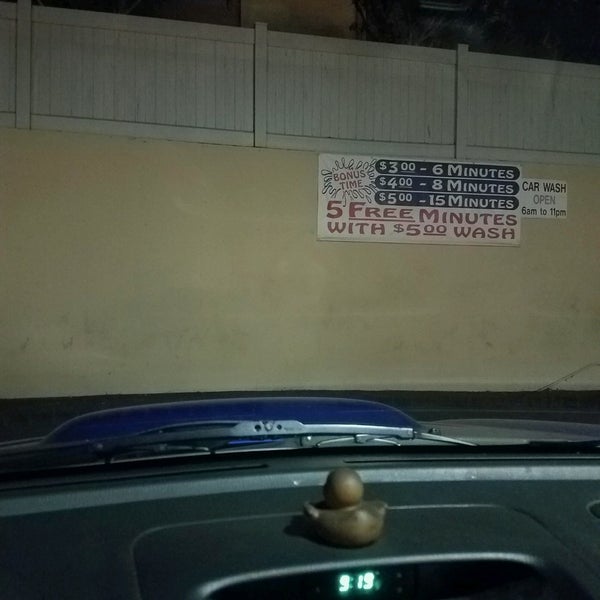 BONUS
TIME
$3.00 - 6 MINUTES
$4.00 - 8 MINUTES
$5.00 - 15 MINUTES
5 FREE MINUTES
WITH $5.00 WASH
CAR WASH
OPEN
6am to 11pm
9:19